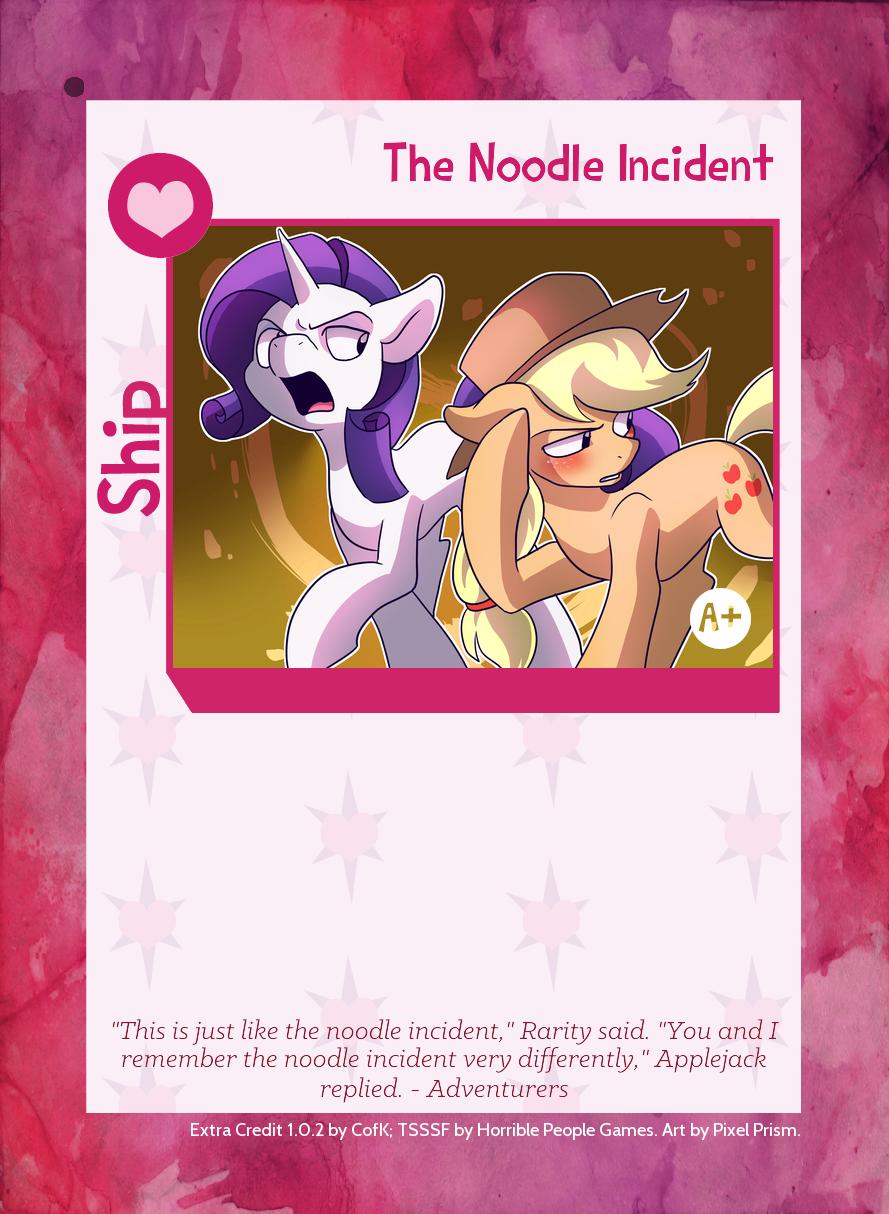 The Noodle Incident
Ship
A+
"This is just like the noodle incident," Rarity said. "You and I
remember the noodle incident very differently," Applejack
replied. - Adventurers
Extra Credit 1.0.2 by CofK; TSSSF by Horrible People Games. Art by Pixel Prism.